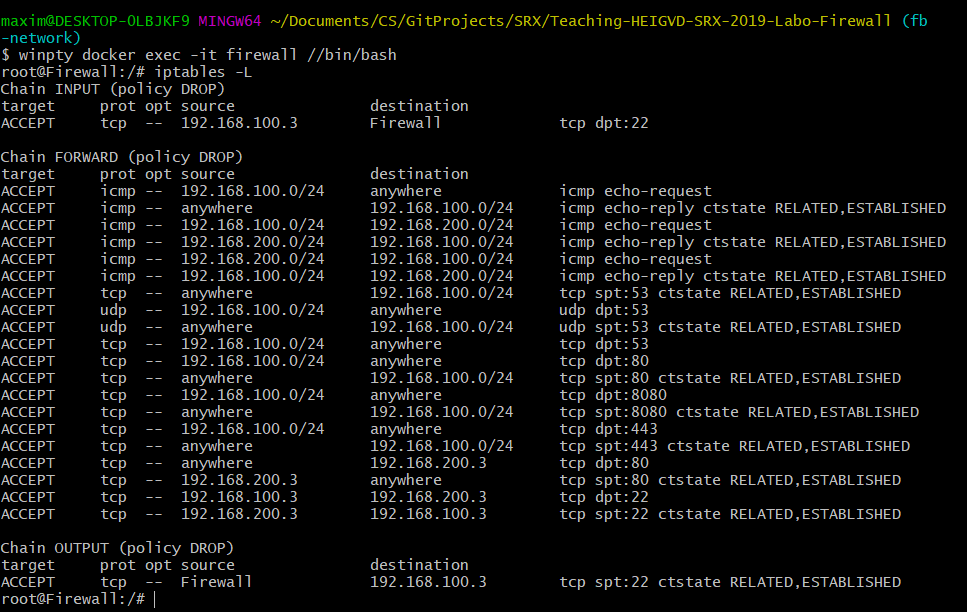 maxim@DESKTOP-OLBJKF9 MINGW64 ~/Documents/CS/GitProjects/SRX/Teaching-HEIGVD-SRX-2019-Labo-Firewall (fb
-network)
$ winpty docker exec -it firewall //bin/bash
root@Firewall:/# iptables -L
Chain INPUT (policy DROP)
target     prot opt source               destination
ACCEPT     tcp  --  192.168.100.3        Firewall             tcp dpt:22

Chain FORWARD (policy DROP)
target     prot opt source               destination
ACCEPT     icmp --  192.168.100.0/24     anywhere             icmp echo-request
ACCEPT     icmp --  anywhere             192.168.100.0/24     icmp echo-reply ctstate RELATED,ESTABLISHED
ACCEPT     icmp --  192.168.100.0/24     192.168.200.0/24     icmp echo-request
ACCEPT     icmp --  192.168.200.0/24     192.168.100.0/24     icmp echo-reply ctstate RELATED,ESTABLISHED
ACCEPT     icmp --  192.168.200.0/24     192.168.100.0/24     icmp echo-request
ACCEPT     icmp --  192.168.100.0/24     192.168.200.0/24     icmp echo-reply ctstate RELATED,ESTABLISHED
ACCEPT     tcp  --  anywhere             192.168.100.0/24     tcp spt:53 ctstate RELATED,ESTABLISHED
ACCEPT     udp  --  192.168.100.0/24     anywhere             udp dpt:53
ACCEPT     udp  --  anywhere             192.168.100.0/24     udp spt:53 ctstate RELATED,ESTABLISHED
ACCEPT     tcp  --  192.168.100.0/24     anywhere             tcp dpt:53
ACCEPT     tcp  --  192.168.100.0/24     anywhere             tcp dpt:80
ACCEPT     tcp  --  anywhere             192.168.100.0/24     tcp spt:80 ctstate RELATED,ESTABLISHED
ACCEPT     tcp  --  192.168.100.0/24     anywhere             tcp dpt:8080
ACCEPT     tcp  --  anywhere             192.168.100.0/24     tcp spt:8080 ctstate RELATED,ESTABLISHED
ACCEPT     tcp  --  192.168.100.0/24     anywhere             tcp dpt:443
ACCEPT     tcp  --  anywhere             192.168.100.0/24     tcp spt:443 ctstate RELATED,ESTABLISHED
ACCEPT     tcp  --  anywhere             192.168.200.3        tcp dpt:80
ACCEPT     tcp  --  192.168.200.3        anywhere             tcp spt:80 ctstate RELATED,ESTABLISHED
ACCEPT     tcp  --  192.168.100.3        192.168.200.3        tcp dpt:22
ACCEPT     tcp  --  192.168.200.3        192.168.100.3        tcp spt:22 ctstate RELATED,ESTABLISHED

Chain OUTPUT (policy DROP)
target     prot opt source               destination
ACCEPT     tcp  --  Firewall             192.168.100.3        tcp spt:22 ctstate RELATED,ESTABLISHED
root@Firewall:/#